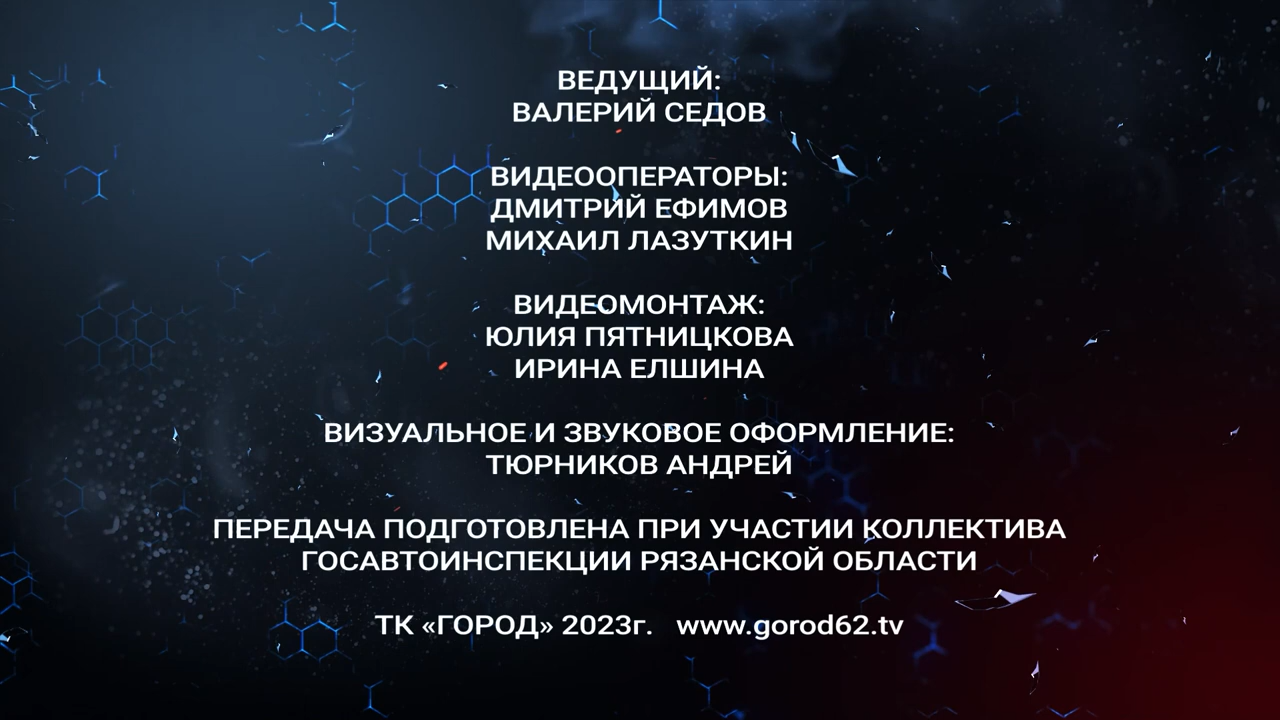 ВЕДУЩИЙ:
ВАЛЕРИЙ СЕДОВ
ВИДЕООПЕРАТОРЫ:
ДМИТРИЙ ЕФИМОВ
МИХАИЛ ЛАЗУТКИН
ВИДЕОМОНТАЖ:
ЮЛИЯ ПЯТНИЦКОВА
ИРИНА ЕЛШИНА
ВИЗУАЛЬНОЕ И ЗВУКОВОЕ ОФОРМЛЕНИЕ:
ТЮРНИКОВ АНДРЕЙ
ПЕРЕДАЧА ПОДГОТОВЛЕНА ПРИ УЧАСТИИ КОЛЛЕКТИВА
ГОСАВТОИНСПЕКЦИИ РЯЗАНСКОЙ ОБЛАСТИ
ТК «ГОРОД» 2023г. www.gorod62.tv